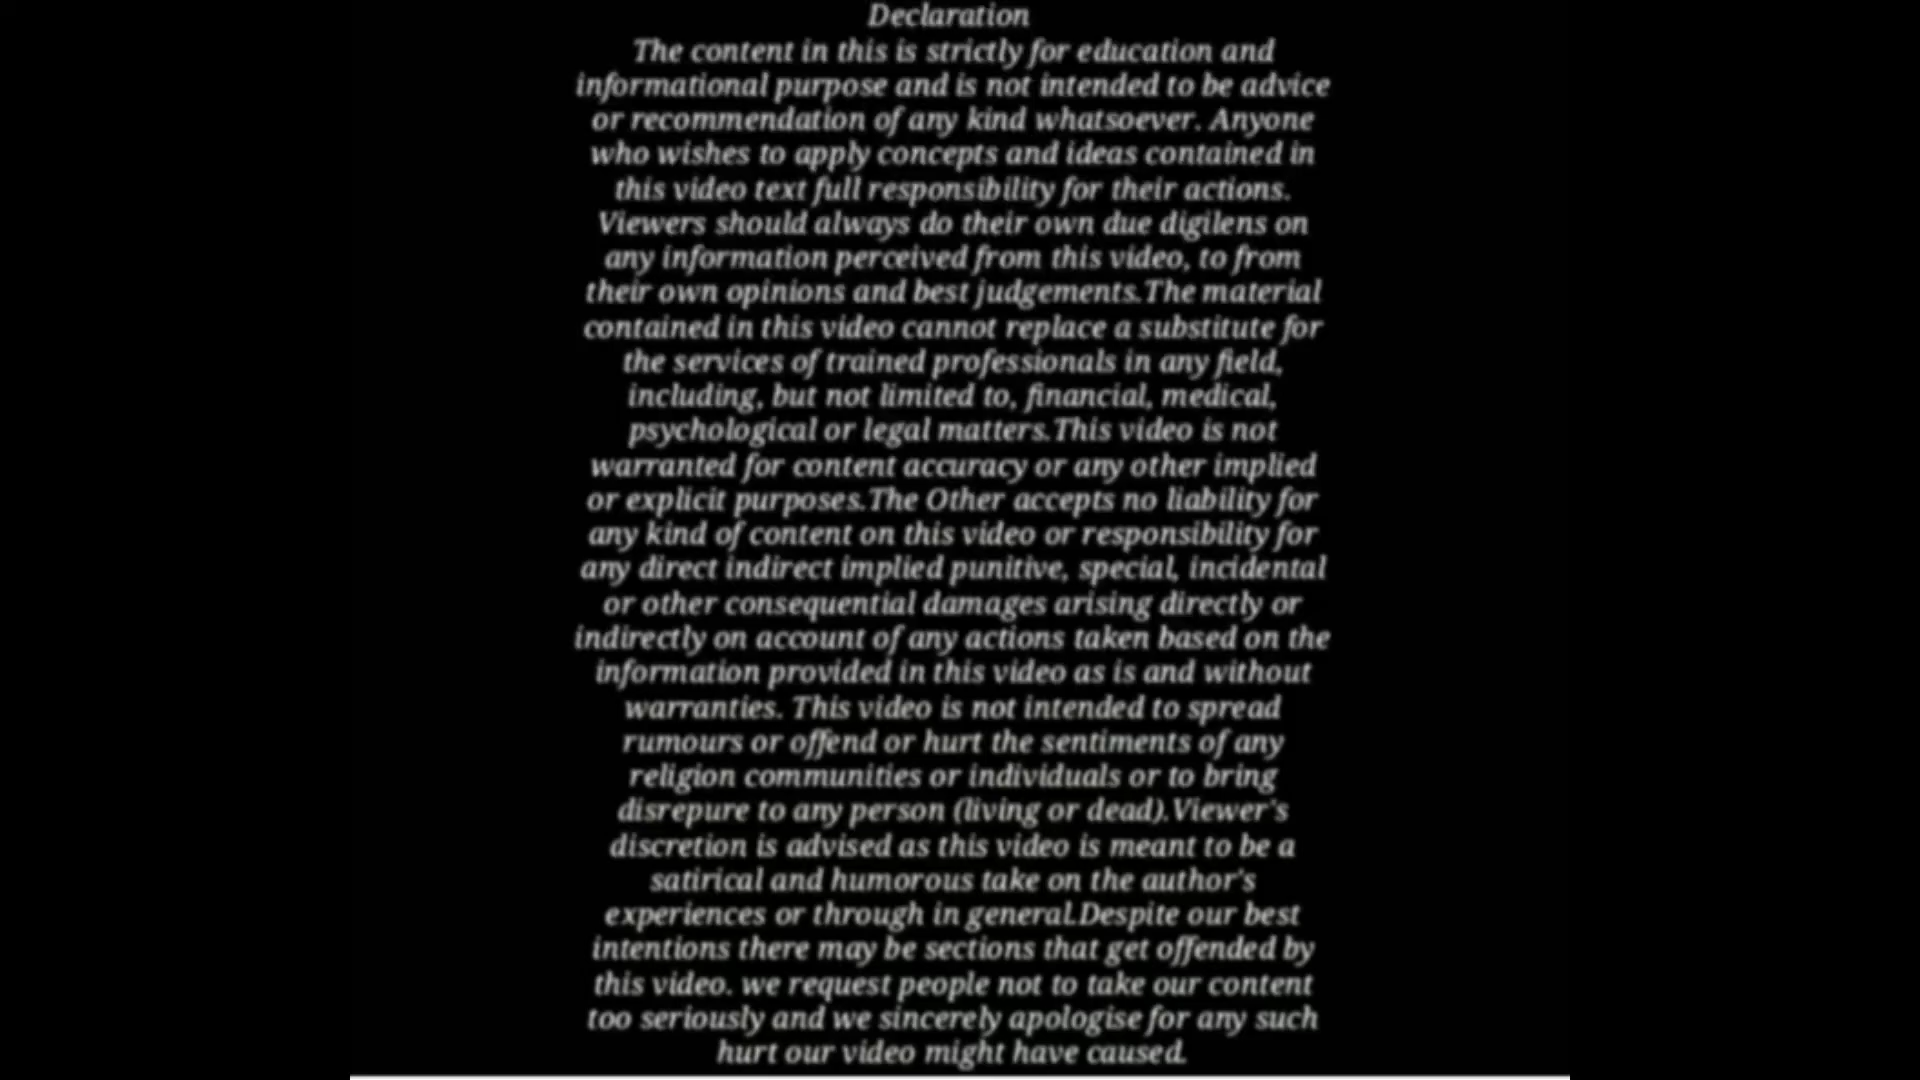 Declaration
The content in this is strictly for education and
informational purpose and is not intended to be advice
or recommendation of any kind whatsoever. Anyone
who wishes to apply concepts and ideas contained in
this video text full responsibility for their actions.
Viewers should always do their own due digilens on
any information perceived from this video, to from
their own opinions and best judgements.The material
contained in this video cannot replace a substitute for
the services of trained professionals in any field,
including, but not limited to, financial, medical,
psychological or legal matters.This video is not
warranted for content accuracy or any other implied
or explicit purposes.The Other accepts no liability for
any kind of content on this video or responsibility for
any direct indirect implied punitive, special, incidental
or other consequential damages arising directly or
indirectly on account of any actions taken based on the
information provided in this video as is and without
warranties. This video is not intended to spread
rumours or offend or hurt the sentiments of any
religion communities or individuals or to bring
disrepure to any person (living or dead).Viewer's
discretion is advised as this video is meant to be a
satirical and humorous take on the author's
experiences or through in general.Despite our best
intentions there may be sections that get offended by
this video. we request people not to take our content
too seriously and we sincerely apologise for any such
hurt our video might have caused.